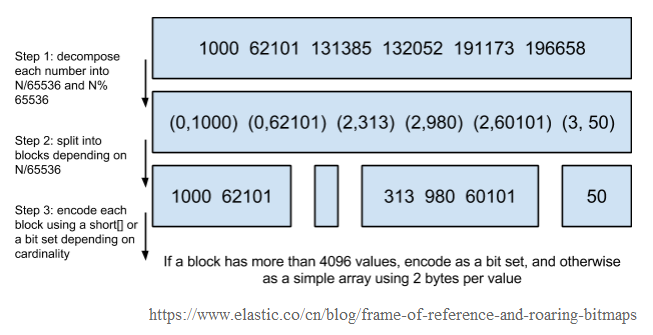 1000 62101 131385 132052 191173 196658
Step 1: decompose
each number into
N/65536 and N%
65536
(0,1000) (0,62101) (2,313) (2,980) (2,60101) (3, 50)
Step 2: split into
blocks depending on
N/65536
1000 62101
313 980 60101
50
Step 3: encode each
block using a short[] or
a bit set depending on
cardinality
If a block has more than 4096 values, encode as a bit set, and otherwise
as a simple array using 2 bytes per value
https://www.elastic.co/cn/blog/frame-of-reference-and-roaring-bitmaps